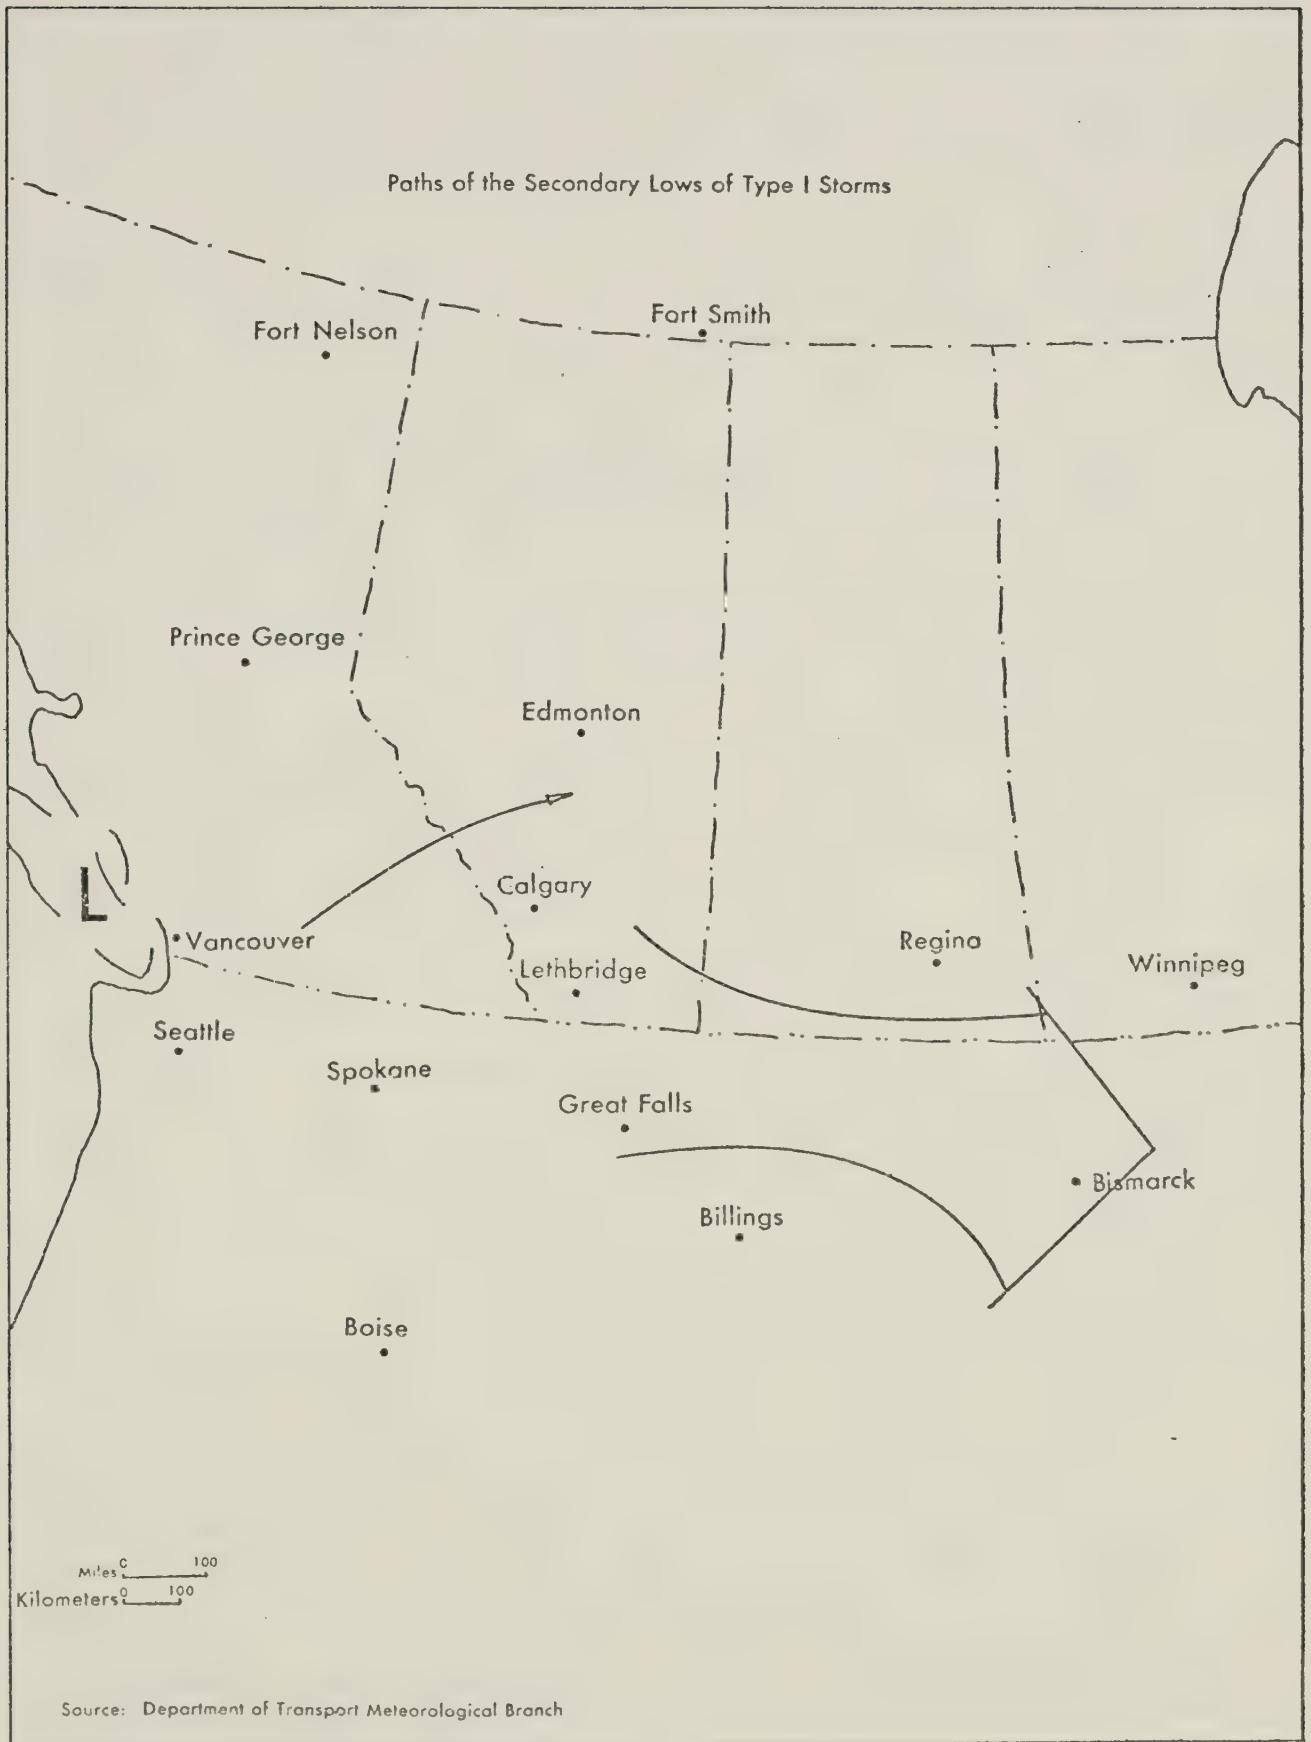 Paths of the Secondary Lows of Type I Storms
Fort Smith
Fort Nelson
Prince George
Edmonton
Calgary
L
Vancouver
Regina
Winnipeg
Lethbridge
Seattle
Spokane
Great Falls
Bismarck
Billings
Boise
Miles 0 100
Kilometers 0 100
Source: Department of Transport Meteorological Branch